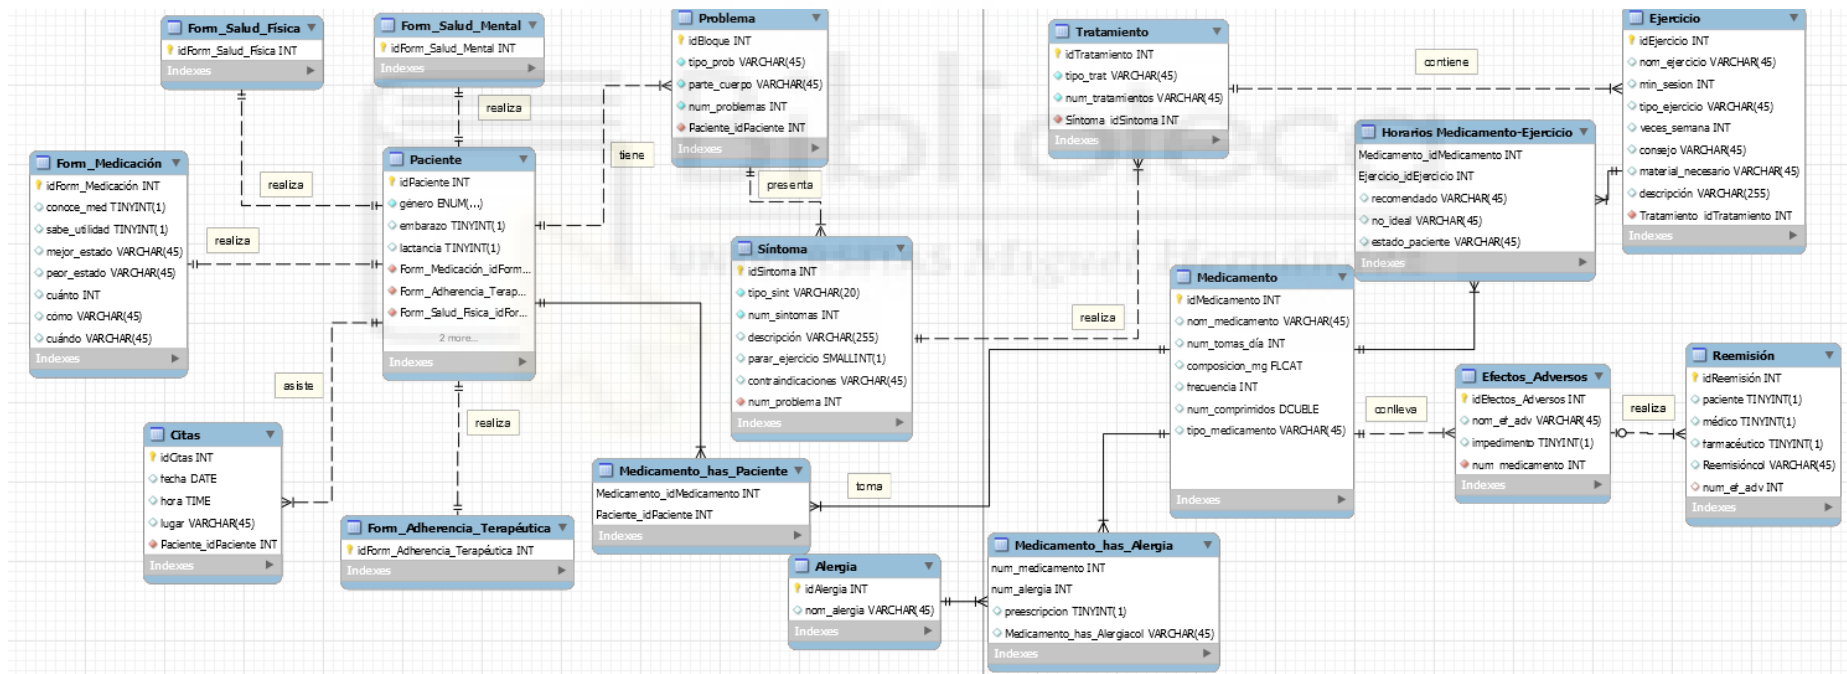 Form_Salud_Física
idForm_Salud_Física INT
Indexes
Form_Salud_Mental
idForm_Salud_Mental INT
Indexes
Problema
idBloque INT
tipo_prob VARCHAR(45)
parte_cuerpo VARCHAR(45)
num_problemas INT
Paciente_idPaciente INT
Indexes
Tratamiento
idTratamiento INT
tipo_trat VARCHAR(45)
num_tratamientos VARCHAR(45)
Síntoma_idSintoma INT
Indexes
contiene
Ejercicio
idEjercicio INT
nom_ejercicio VARCHAR(45)
min_sesion INT
tipo_ejercicio VARCHAR(45)
veces_semana INT
consejo VARCHAR(45)
material_necesario VARCHAR(45)
descripción VARCHAR(255)
Tratamiento_idTratamiento INT
Indexes
realiza
tiene
presenta
realiza
realiza
Form_Medicación
idForm_Medicación INT
conoce_med TINYINT(1)
sabe_utilidad TINYINT(1)
mejor_estado VARCHAR(45)
peor_estado VARCHAR(45)
cuánto INT
cómo VARCHAR(45)
cuándo VARCHAR(45)
Indexes
Paciente
idPaciente INT
género ENUM(...)
embarazo TINYINT(1)
lactancia TINYINT(1)
Form_Medicación_idForm...
Form_Adherencia_Terap...
Form_Salud_Física_idFor...
2 more...
Indexes
Horarios Medicamento-Ejercicio
Medicamento_idMedicamento INT
Ejercicio_idEjercicio INT
recomendado VARCHAR(45)
no_ideal VARCHAR(45)
estado_paciente VARCHAR(45)
Indexes
Síntoma
idSintoma INT
tipo_sint VARCHAR(20)
num_sintomas INT
descripción VARCHAR(255)
parar_ejercicio SMALLINT(1)
contraindicaciones VARCHAR(45)
num_problema INT
Indexes
realiza
Medicamento
idMedicamento INT
nom_medicamento VARCHAR(45)
num_tomas_día INT
composicion_mg FLOAT
frecuencia INT
num_comprimidos DOUBLE
tipo_medicamento VARCHAR(45)
Indexes
asiste
realiza
conlleva
Efectos_Adversos
idEfectos_Adversos INT
nom_ef_adv VARCHAR(45)
impedimento TINYINT(1)
num_medicamento INT
Indexes
realiza
Reemisión
idReemisión INT
paciente TINYINT(1)
médico TINYINT(1)
farmacéutico TINYINT(1)
Reemisióncol VARCHAR(45)
num_ef_adv INT
Indexes
Citas
idCitas INT
fecha DATE
hora TIME
lugar VARCHAR(45)
Paciente_idPaciente INT
Indexes
Form_Adherencia_Terapéutica
idForm_Adherencia_Terapéutica INT
Indexes
Medicamento_has_Paciente
Medicamento_idMedicamento INT
Paciente_idPaciente INT
Indexes
toma
Alergia
idAlergia INT
nom_alergia VARCHAR(45)
Indexes
Medicamento_has_Alergia
num_medicamento INT
num_alergia INT
preescripcion TINYINT(1)
Medicamento_has_Alergiacol VARCHAR(45)
Indexes